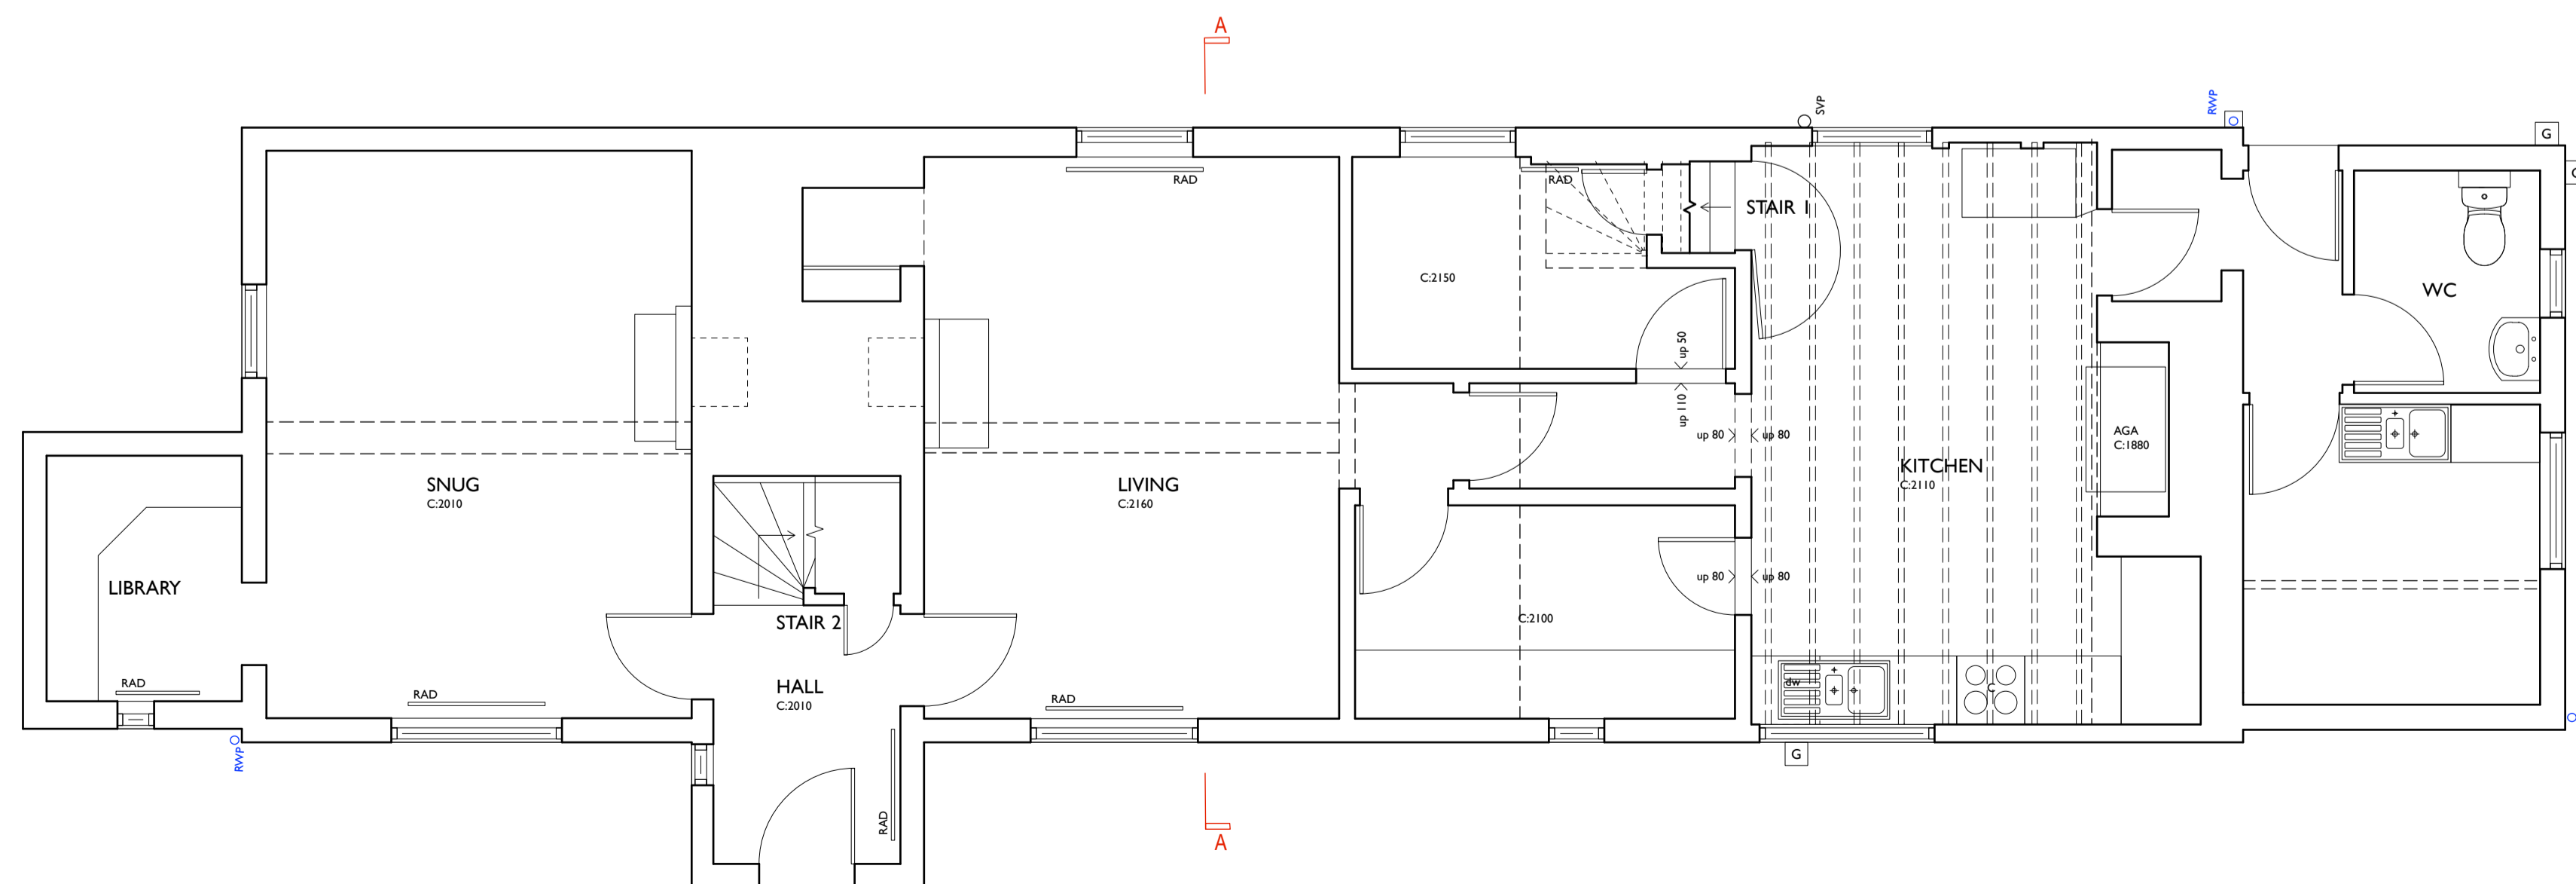 A
SVP
RWP
G
RAD
RAD
STAIR 1
C:2150
WC
up 50
up 110
up 80
up 80
AGA
C:1880
KITCHEN
C:2110
SNUG
C:2010
LIVING
C:2160
LIBRARY
up 80
up 80
STAIR 2
C:2100
HALL
C:2010
RAD
RAD
RAD
dw
C
RWP
G
RAD
A